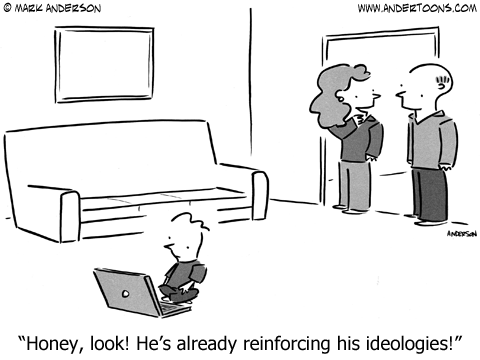 © MARK ANDERSON
WWW.ANDERTOONS.COM
ANDERSON
“Honey, look! He’s already reinforcing his ideologies!”